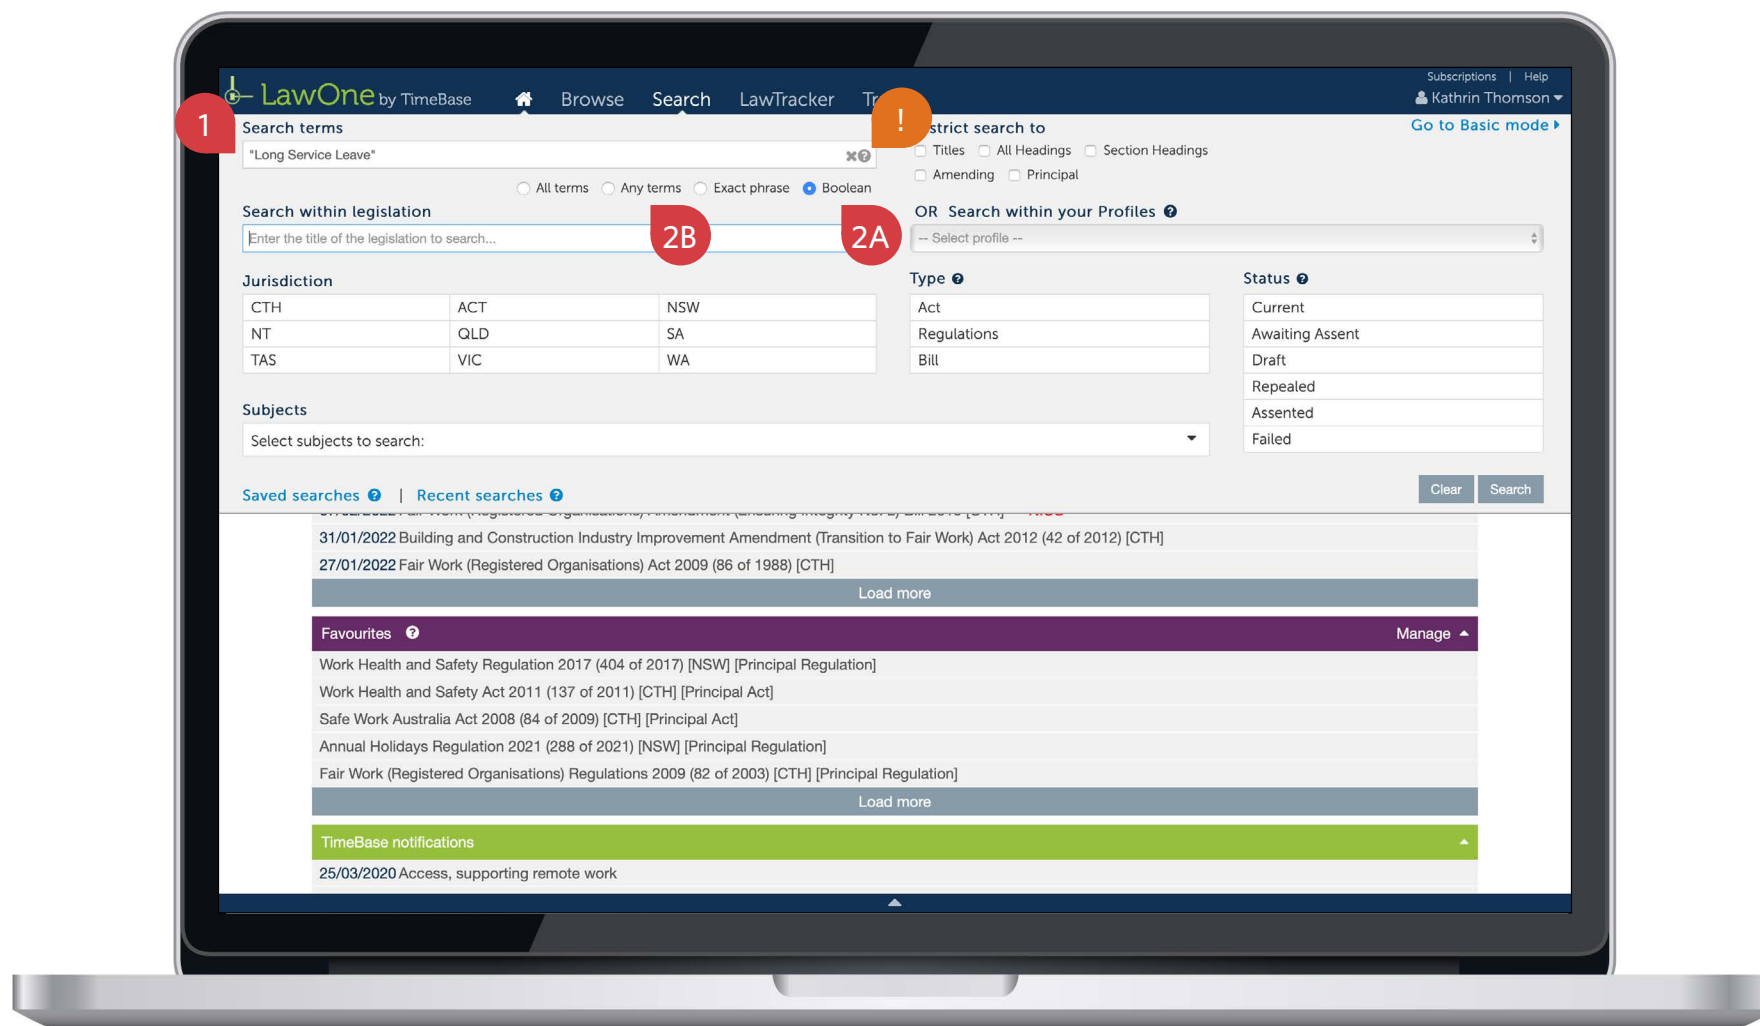 Subscriptions | Help
LawOne by TimeBase Browse Search LawTracker Kathrin Thomson
1 Search terms ! strict search to Go to Basic mode
"Long Service Leave" Titles All Headings Section Headings
Amending Principal
All terms Any terms Exact phrase Boolean
Search within legislation OR Search within your Profiles
Enter the title of the legislation to search... 2B 2A -- Select profile --
Jurisdiction Type Status
CTH ACT NSW Act Current
NT QLD SA Regulations Awaiting Assent
TAS VIC WA Bill Draft
Repealed
Subjects Assented
Select subjects to search: Failed
Saved searches | Recent searches Clear Search
31/01/2022 Building and Construction Industry Improvement Amendment (Transition to Fair Work) Act 2012 (42 of 2012) [CTH]
27/01/2022 Fair Work (Registered Organisations) Act 2009 (86 of 1988) [CTH]
Load more
Favourites Manage
Work Health and Safety Regulation 2017 (404 of 2017) [NSW] [Principal Regulation]
Work Health and Safety Act 2011 (137 of 2011) [CTH] [Principal Act]
Safe Work Australia Act 2008 (84 of 2009) [CTH] [Principal Act]
Annual Holidays Regulation 2021 (288 of 2021) [NSW] [Principal Regulation]
Fair Work (Registered Organisations) Regulations 2009 (82 of 2003) [CTH] [Principal Regulation]
Load more
TimeBase notifications
25/03/2020 Access, supporting remote work